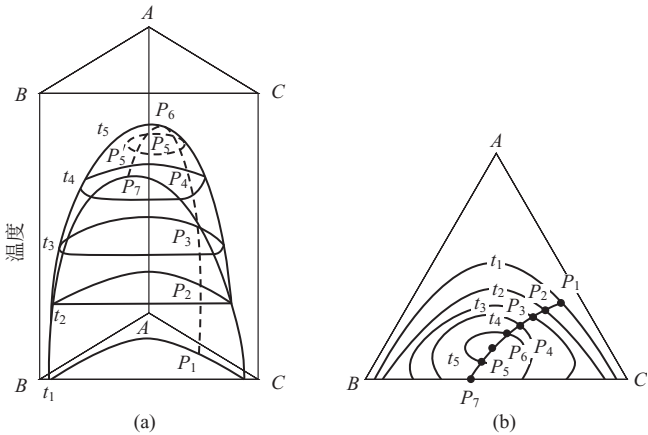 A
B
C
P₆
t₅
P₅′
P₅
t₄
P₇
P₄
t₃
P₃
P₂
t₂
A
P₁
B
t₁
C
温度
(a)
A
t₁
P₁
t₂
P₂
t₃
P₃
t₄
P₄
P₆
t₅
P₅
B
C
P₇
(b)